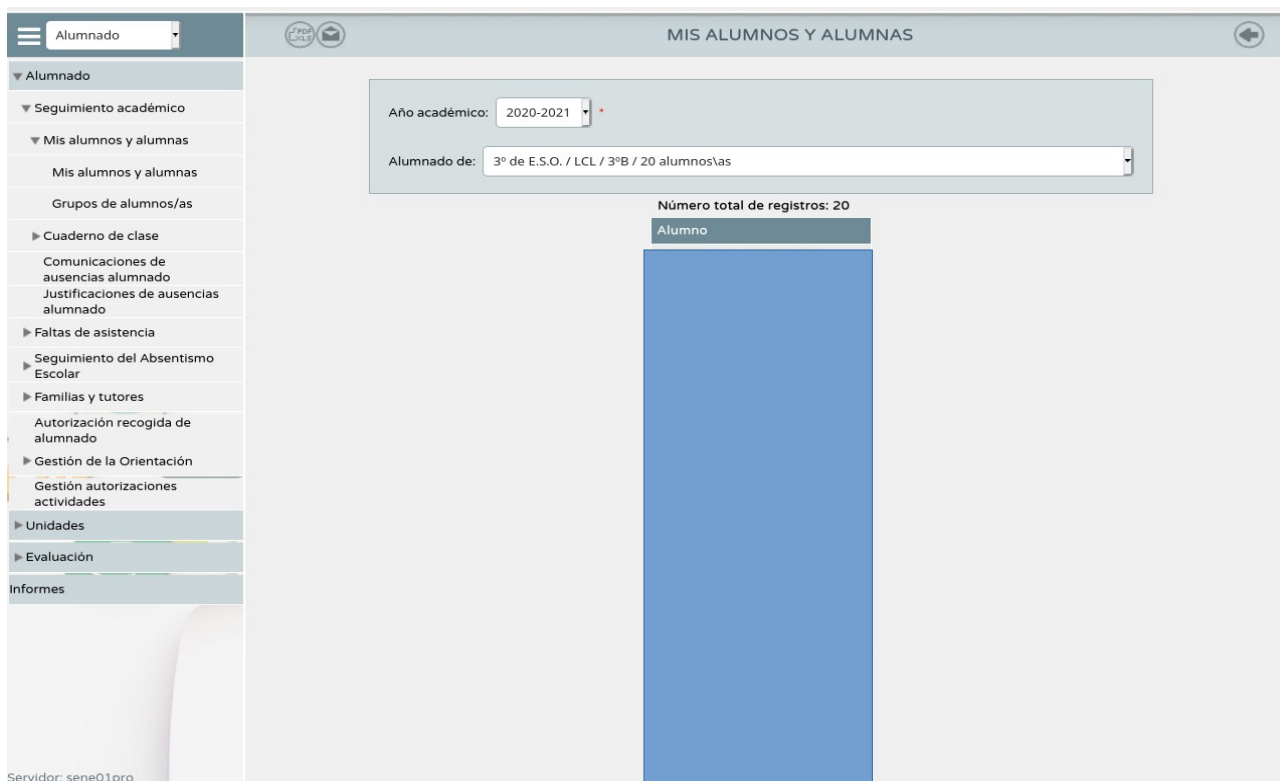 Alumnado
PDF
XLS
MIS ALUMNOS Y ALUMNAS
Alumnado
Seguimiento académico
Mis alumnos y alumnas
Mis alumnos y alumnas
Grupos de alumnos/as
Cuaderno de clase
Comunicaciones de
ausencias alumnado
Justificaciones de ausencias
alumnado
Faltas de asistencia
Seguimiento del Absentismo
Escolar
Familias y tutores
Autorización recogida de
alumnado
Gestión de la Orientación
Gestión autorizaciones
actividades
Unidades
Evaluación
Informes
Servidor: sene01pro
Año académico: 2020-2021 *
Alumnado de: 3º de E.S.O. / LCL / 3ºB / 20 alumnos\as
Número total de registros: 20
Alumno